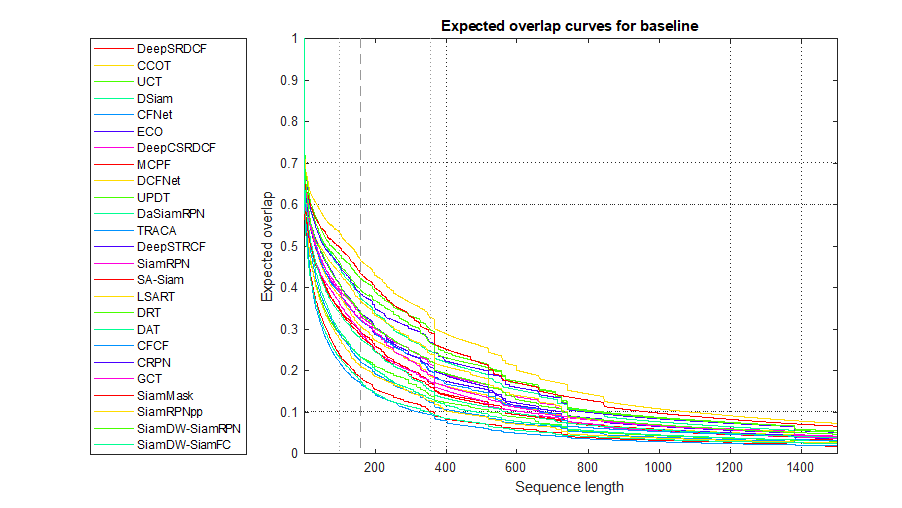 Expected overlap curves for baseline
DeepSRDCF
CCOT
UCT
DSiam
CFNet
ECO
DeepCSRDCF
MCPF
DCFNet
UPDT
DaSiamRPN
TRACA
DeepSTRCF
SiamRPN
SA-Siam
LSART
DRT
DAT
CFCF
CRPN
GCT
SiamMask
SiamRPNpp
SiamDW-SiamRPN
SiamDW-SiamFC
Expected overlap
1
0.9
0.8
0.7
0.6
0.5
0.4
0.3
0.2
0.1
0
200
400
600
800
1000
1200
1400
Sequence length